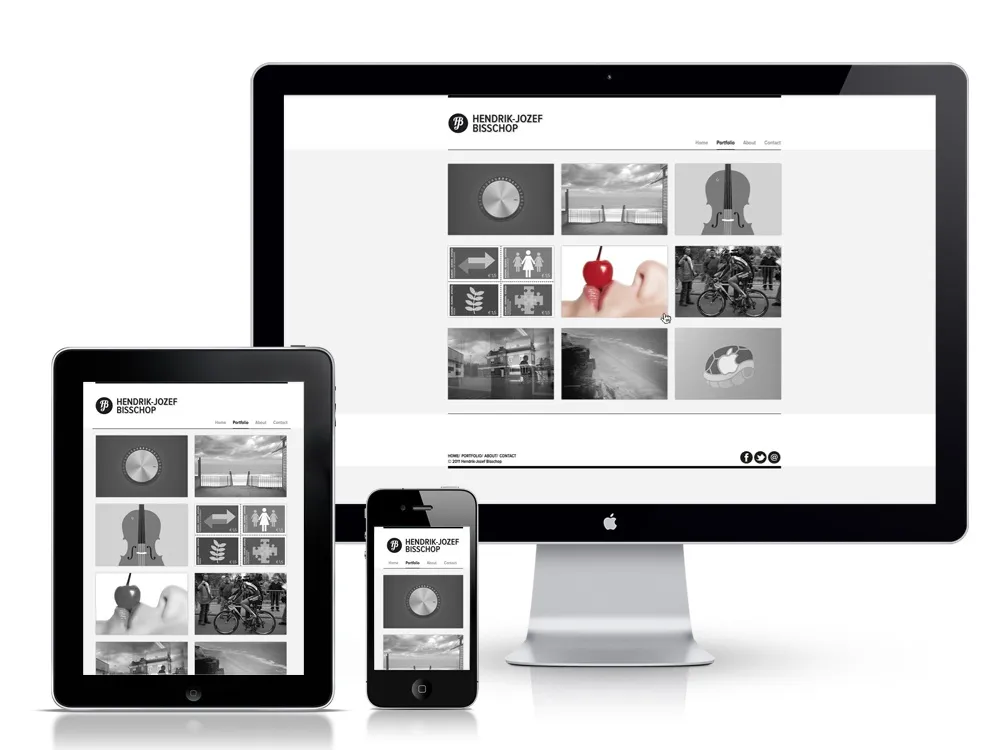 HENDRIK-JOZEF
BISSCHOP
Home Portfolio About Contact
HOME/ PORTFOLIO/ ABOUT/ CONTACT
© 2011 Hendrik-Jozef Bisschop
HENDRIK-JOZEF
BISSCHOP
Home Portfolio About Contact
HENDRIK-JOZEF
BISSCHOP
Home Portfolio About Contact